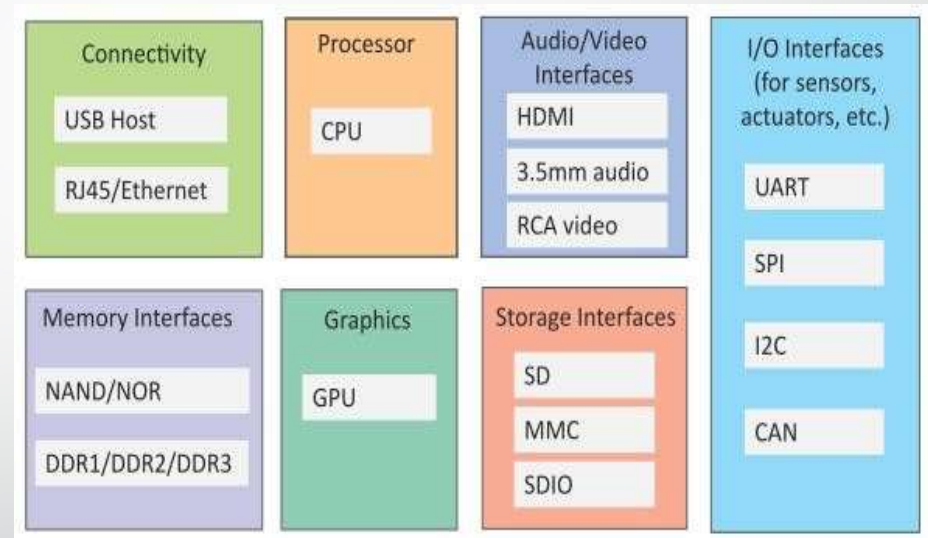 Connectivity
USB Host
RJ45/Ethernet
Processor
CPU
Audio/Video
Interfaces
HDMI
3.5mm audio
RCA video
I/O Interfaces
(for sensors,
actuators, etc.)
UART
SPI
I2C
CAN
Memory Interfaces
NAND/NOR
DDR1/DDR2/DDR3
Graphics
GPU
Storage Interfaces
SD
MMC
SDIO